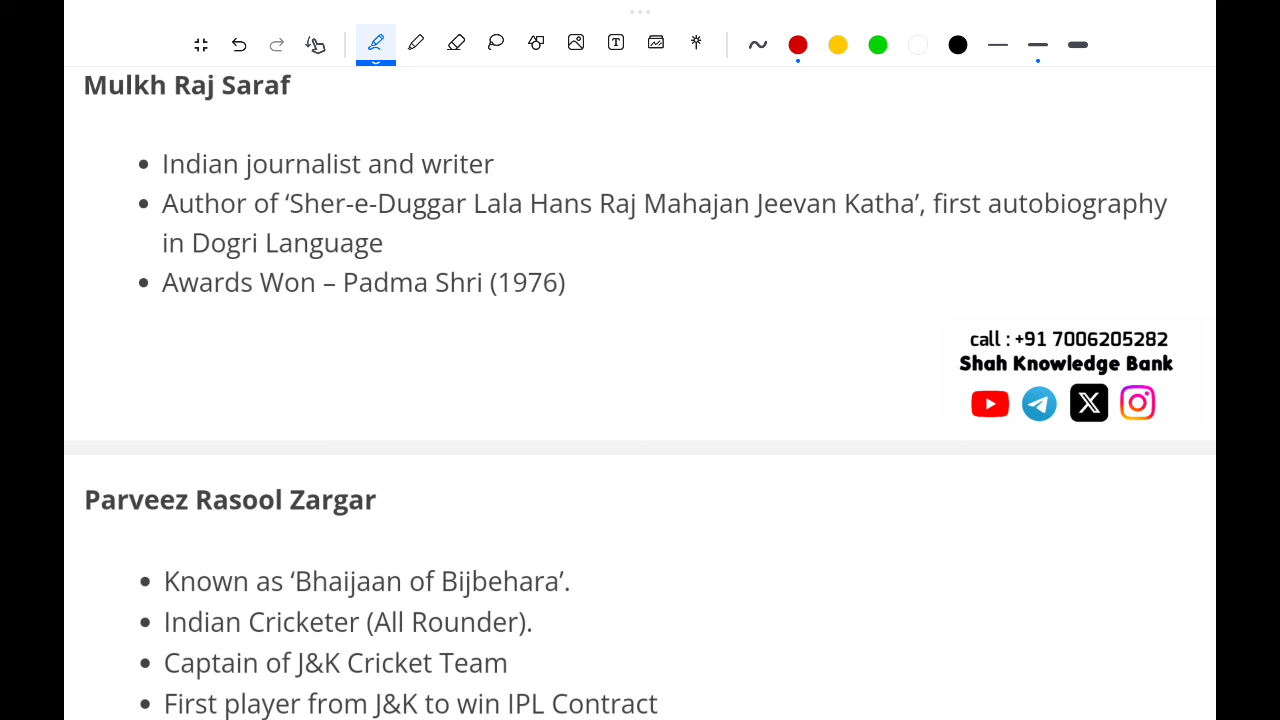 Mulkh Raj Saraf
• Indian journalist and writer
• Author of ‘Sher-e-Duggar Lala Hans Raj Mahajan Jeevan Katha’, first autobiography
in Dogri Language
• Awards Won – Padma Shri (1976)
call : +91 7006205282
Shah Knowledge Bank
Parveez Rasool Zargar
• Known as ‘Bhaijaan of Bijbehara’.
• Indian Cricketer (All Rounder).
• Captain of J&K Cricket Team
• First player from J&K to win IPL Contract